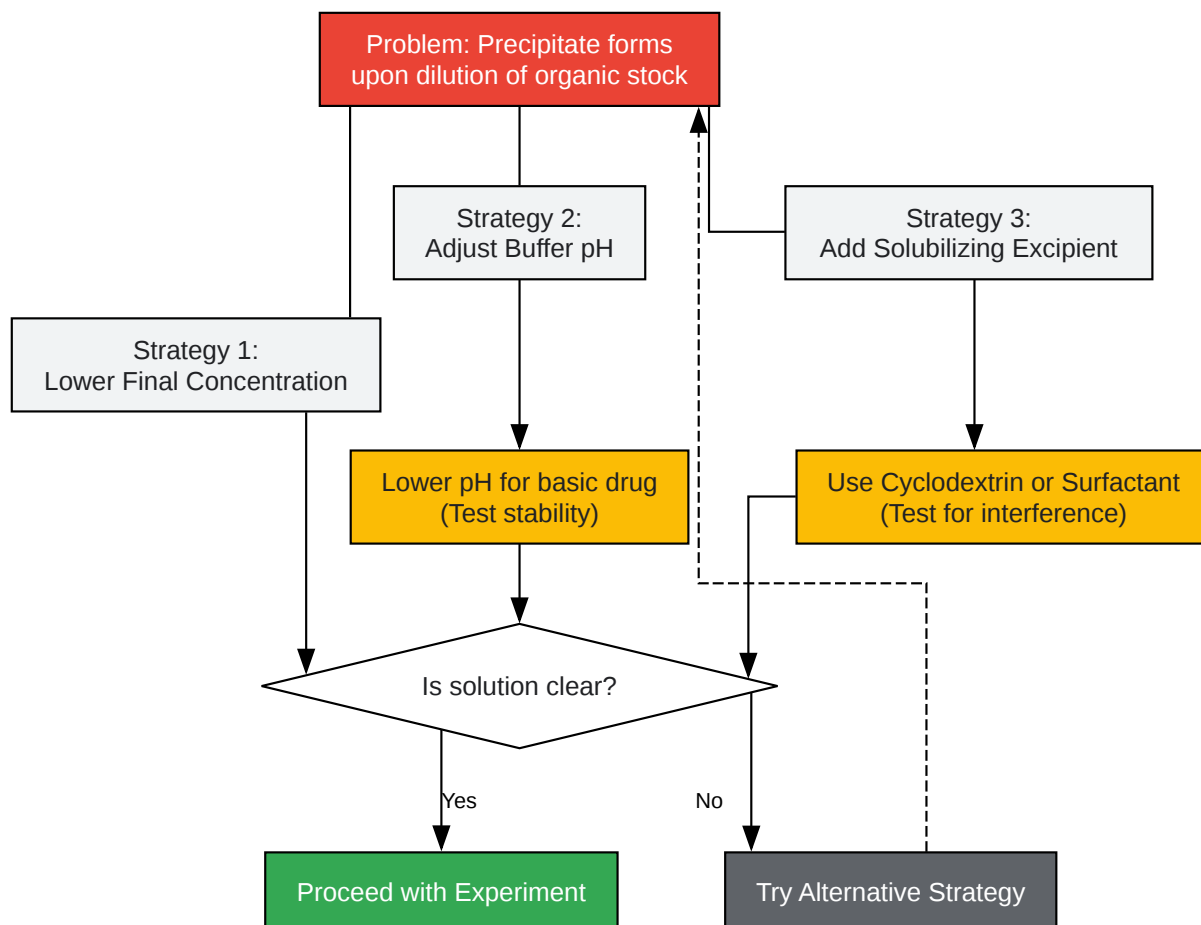 Problem: Precipitate forms
upon dilution of organic stock
Strategy 2:
Adjust Buffer pH
Strategy 3:
Add Solubilizing Excipient
Strategy 1:
Lower Final Concentration
Lower pH for basic drug
(Test stability)
Use Cyclodextrin or Surfactant
(Test for interference)
Is solution clear?
Yes
No
Proceed with Experiment
Try Alternative Strategy